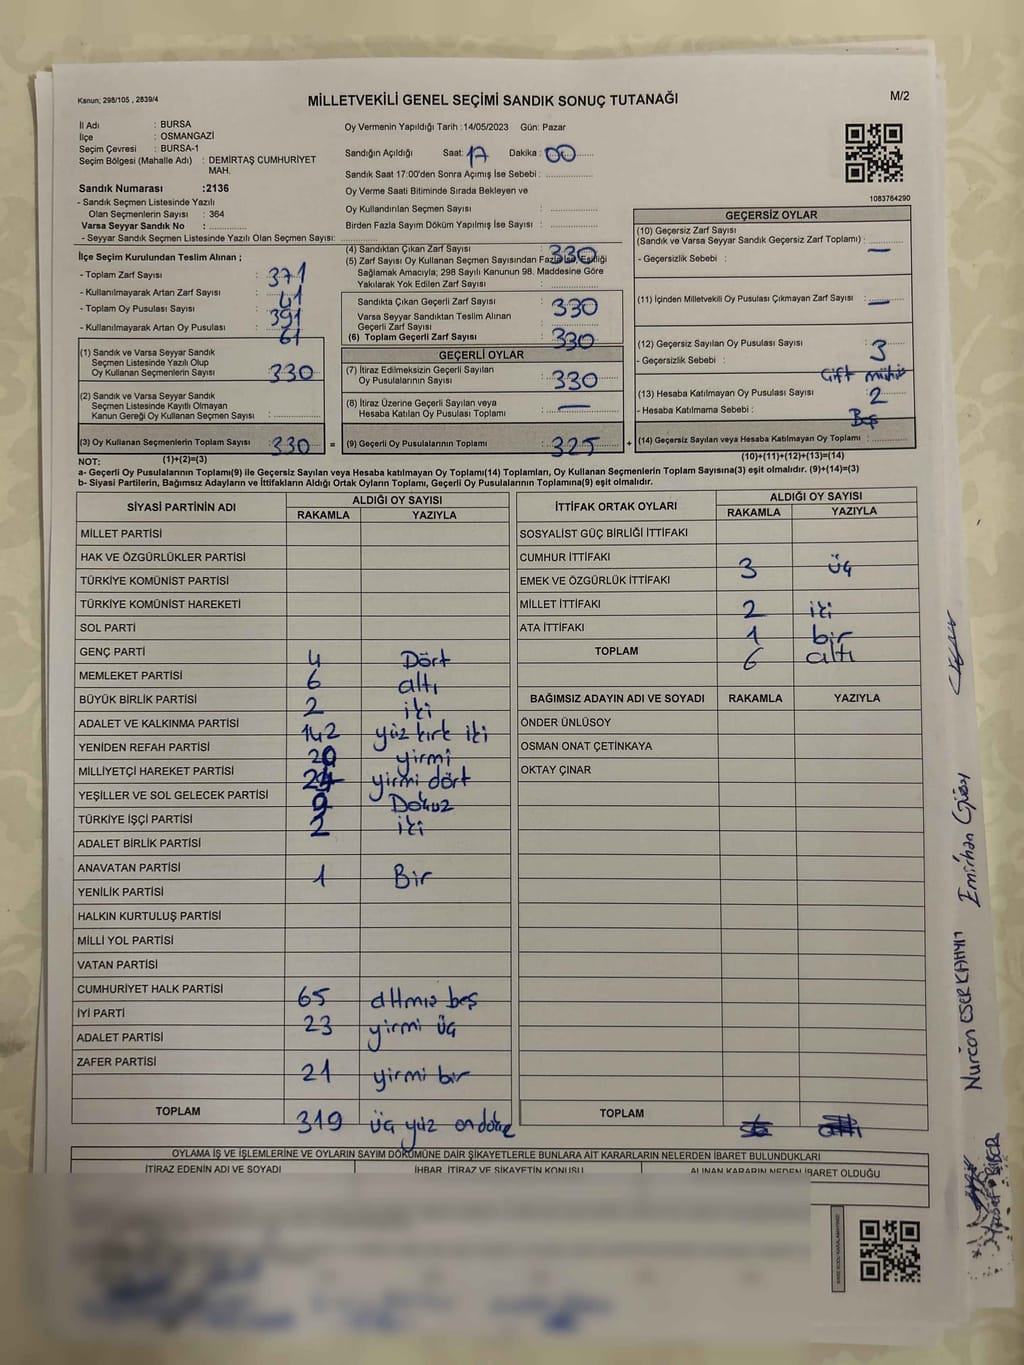 Kanun; 298/105 , 2839/4
MİLLETVEKİLİ GENEL SEÇİMİ SANDIK SONUÇ TUTANAĞI
M/2
İl Adı : BURSA
İlçe : OSMANGAZİ
Seçim Çevresi : BURSA-1
Seçim Bölgesi (Mahalle Adı) : DEMİRTAŞ CUMHURİYET
MAH.
Sandık Numarası :2136
- Sandık Seçmen Listesinde Yazılı
Olan Seçmenlerin Sayısı : 364
Varsa Seyyar Sandık No :
- Seyyar Sandık Seçmen Listesinde Yazılı Olan Seçmen Sayısı:
İlçe Seçim Kurulundan Teslim Alınan ;
- Toplam Zarf Sayısı : 371
- Kullanılmayarak Artan Zarf Sayısı : 41
- Toplam Oy Pusulası Sayısı : 391
- Kullanılmayarak Artan Oy Pusulası : 61
(1) Sandık ve Varsa Seyyar Sandık
Seçmen Listesinde Yazılı Olup
Oy Kullanan Seçmenlerin Sayısı : 330
(2) Sandık ve Varsa Seyyar Sandık
Seçmen Listesinde Kayıtlı Olmayan
Kanun Gereği Oy Kullanan Seçmen Sayısı :
(3) Oy Kullanan Seçmenlerin Toplam Sayısı : 330 =
(1)+(2)=(3)
Oy Vermenin Yapıldığı Tarih :14/05/2023 Gün: Pazar
Sandığın Açıldığı Saat: 17 Dakika : 00
Sandık Saat 17:00'den Sonra Açımış İse Sebebi :
Oy Verme Saati Bitiminde Sırada Bekleyen ve
Oy Kullandırılan Seçmen Sayısı :
Birden Fazla Sayım Döküm Yapılmış İse Sayısı :
(4) Sandıktan Çıkan Zarf Sayısı : 330
(5) Zarf Sayısı Oy Kullanan Seçmen Sayısından Fazla İse, Eşitliği
Sağlamak Amacıyla; 298 Sayılı Kanunun 98. Maddesine Göre
Yakılarak Yok Edilen Zarf Sayısı :
Sandıkta Çıkan Geçerli Zarf Sayısı : 330
Varsa Seyyar Sandıktan Teslim Alınan
Geçerli Zarf Sayısı :
(6) Toplam Geçerli Zarf Sayısı : 330
GEÇERLİ OYLAR
(7) İtiraz Edilmeksizin Geçerli Sayılan
Oy Pusulalarının Sayısı : 330
(8) İtiraz Üzerine Geçerli Sayılan veya
Hesaba Katılan Oy Pusulası Toplamı : —
(9) Geçerli Oy Pusulalarının Toplamı : 325 +
1083764290
GEÇERSİZ OYLAR
(10) Geçersiz Zarf Sayısı
(Sandık ve Varsa Seyyar Sandık Geçersiz Zarf Toplamı) : —
- Geçersizlik Sebebi :
(11) İçinden Milletvekili Oy Pusulası Çıkmayan Zarf Sayısı : —
(12) Geçersiz Sayılan Oy Pusulası Sayısı : 3
- Geçersizlik Sebebi : Çift mühür
(13) Hesaba Katılmayan Oy Pusulası Sayısı : 2
- Hesaba Katılmama Sebebi : Boş
(14) Geçersiz Sayılan veya Hesaba Katılmayan Oy Toplamı :
(10)+(11)+(12)+(13)=(14)
NOT:
a- Geçerli Oy Pusulalarının Toplamı(9) ile Geçersiz Sayılan veya Hesaba katılmayan Oy Toplamı(14) Toplamları, Oy Kullanan Seçmenlerin Toplam Sayısına(3) eşit olmalıdır. (9)+(14)=(3)
b- Siyasi Partilerin, Bağımsız Adayların ve İttifakların Aldığı Ortak Oyların Toplamı, Geçerli Oy Pusulalarının Toplamına(9) eşit olmalıdır.
SİYASİ PARTİNİN ADI ALDIĞI OY SAYISI
RAKAMLA YAZIYLA
MİLLET PARTİSİ
HAK VE ÖZGÜRLÜKLER PARTİSİ
TÜRKİYE KOMÜNİST PARTİSİ
TÜRKİYE KOMÜNİST HAREKETİ
SOL PARTİ
GENÇ PARTİ 4 Dört
MEMLEKET PARTİSİ 6 altı
BÜYÜK BİRLİK PARTİSİ 2 iki
ADALET VE KALKINMA PARTİSİ 142 yüz kırk iki
YENİDEN REFAH PARTİSİ 20 yirmi
MİLLİYETÇİ HAREKET PARTİSİ 24 yirmi dört
YEŞİLLER VE SOL GELECEK PARTİSİ 9 Dokuz
TÜRKİYE İŞÇİ PARTİSİ 2 iki
ADALET BİRLİK PARTİSİ
ANAVATAN PARTİSİ 1 Bir
YENİLİK PARTİSİ
HALKIN KURTULUŞ PARTİSİ
MİLLİ YOL PARTİSİ
VATAN PARTİSİ
CUMHURİYET HALK PARTİSİ 65 altmış beş
İYİ PARTİ 23 yirmi üç
ADALET PARTİSİ
ZAFER PARTİSİ 21 yirmi bir
TOPLAM 319 üç yüz ondokuz
İTTİFAK ORTAK OYLARI ALDIĞI OY SAYISI
RAKAMLA YAZIYLA
SOSYALİST GÜÇ BİRLİĞİ İTTİFAKI
CUMHUR İTTİFAKI 3 üç
EMEK VE ÖZGÜRLÜK İTTİFAKI
MİLLET İTTİFAKI 2 iki
ATA İTTİFAKI 1 bir
TOPLAM 6 altı
BAĞIMSIZ ADAYIN ADI VE SOYADI RAKAMLA YAZIYLA
ÖNDER ÜNLÜSOY
OSMAN ONAT ÇETİNKAYA
OKTAY ÇINAR
TOPLAM
OYLAMA İŞ VE İŞLEMLERİNE VE OYLARIN SAYIM DÖKÜMÜNE DAİR ŞİKAYETLERLE BUNLARA AİT KARARLARIN NELERDEN İBARET BULUNDUKLARI
İTİRAZ EDENİN ADI VE SOYADI İHBAR, İTİRAZ VE ŞİKAYETİN KONUSU ALINAN KARARIN NEDEN İBARET OLDUĞU
Emirhan
Nurcan ESER